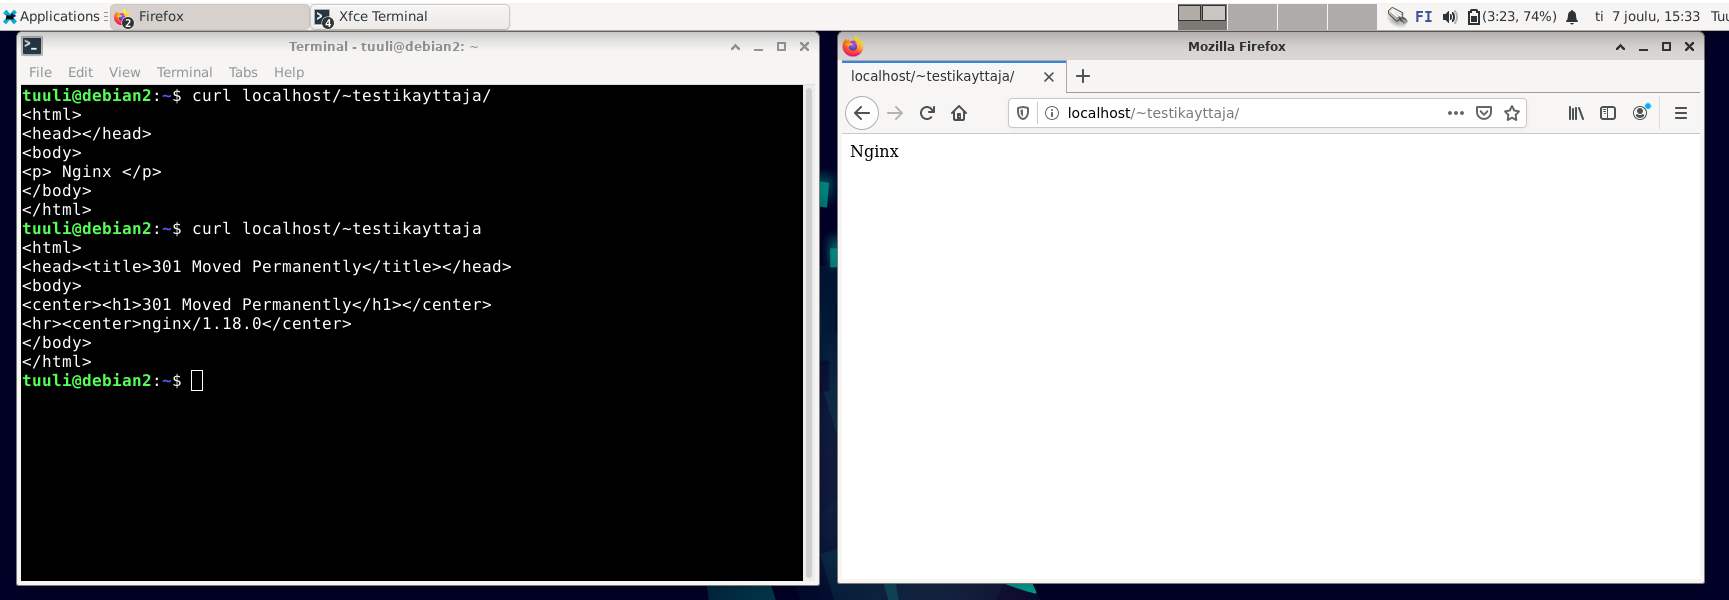 Applications
2
Firefox
4
Xfce Terminal
FI
(3:23, 74%)
ti 7 joulu, 15:33
Tuu
Terminal - tuuli@debian2: ~
File Edit View Terminal Tabs Help
tuuli@debian2:~$ curl localhost/~testikayttaja/
<html>
<head></head>
<body>
<p> Nginx </p>
</body>
</html>
tuuli@debian2:~$ curl localhost/~testikayttaja
<html>
<head><title>301 Moved Permanently</title></head>
<body>
<center><h1>301 Moved Permanently</h1></center>
<hr><center>nginx/1.18.0</center>
</body>
</html>
tuuli@debian2:~$
Mozilla Firefox
localhost/~testikayttaja/
localhost/~testikayttaja/
Nginx